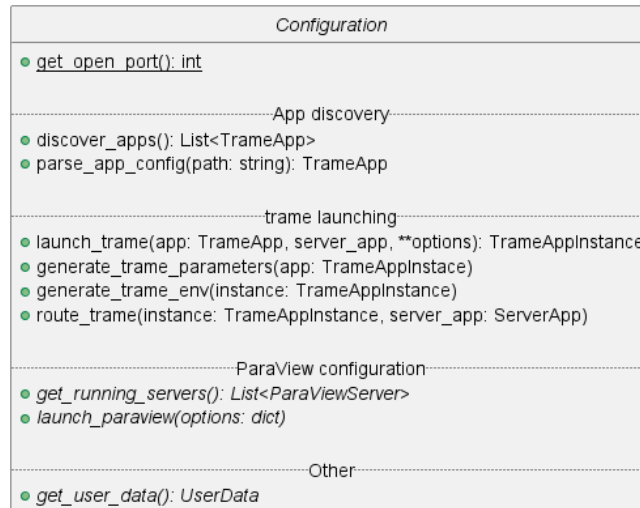 Configuration
get_open_port(): int
App discovery
discover_apps(): List<TrameApp>
parse_app_config(path: string): TrameApp
trame launching
launch_trame(app: TrameApp, server_app, **options): TrameAppInstance
generate_trame_parameters(app: TrameAppInstace)
generate_trame_env(instance: TrameAppInstance)
route_trame(instance: TrameAppInstance, server_app: ServerApp)
ParaView configuration
get_running_servers(): List<ParaViewServer>
launch_paraview(options: dict)
Other
get_user_data(): UserData